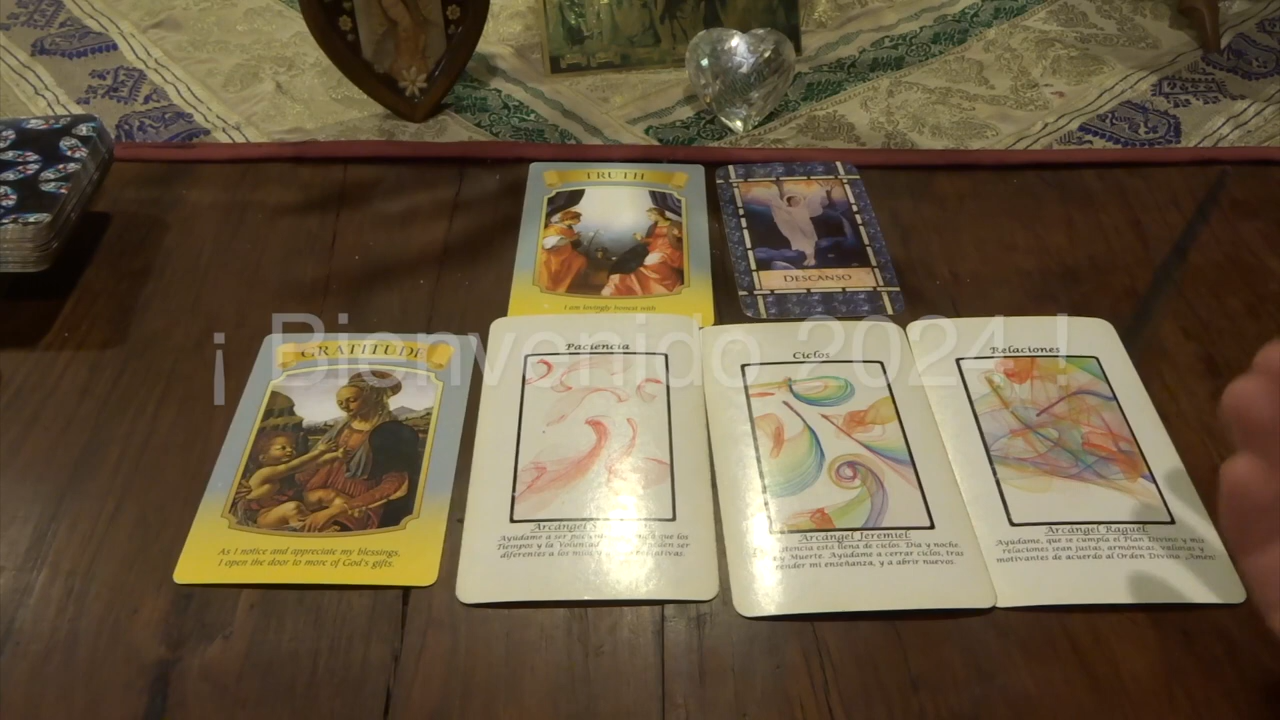 TRUTH
I am lovingly honest with
DESCANSO
¡ Bienvenido 2024 !
GRATITUDE
As I notice and appreciate my blessings,
I open the door to more of God's gifts.
Paciencia
Arcángel
Ayúdame a ser que los
Tiempos y la Voluntad ser
diferentes a los
Ciclos
Arcángel Jeremiel:
está llena de ciclos. Día y noche,
Muerte. Ayúdame a cerrar ciclos, tras
mi enseñanza, y a abrir nuevos.
Relaciones
Arcángel Raguel:
Ayúdame, que se cumpla el Plan Divino y mis
relaciones sean justas, armónicas, y
motivantes de acuerdo al Orden Divino. ¡Amén!